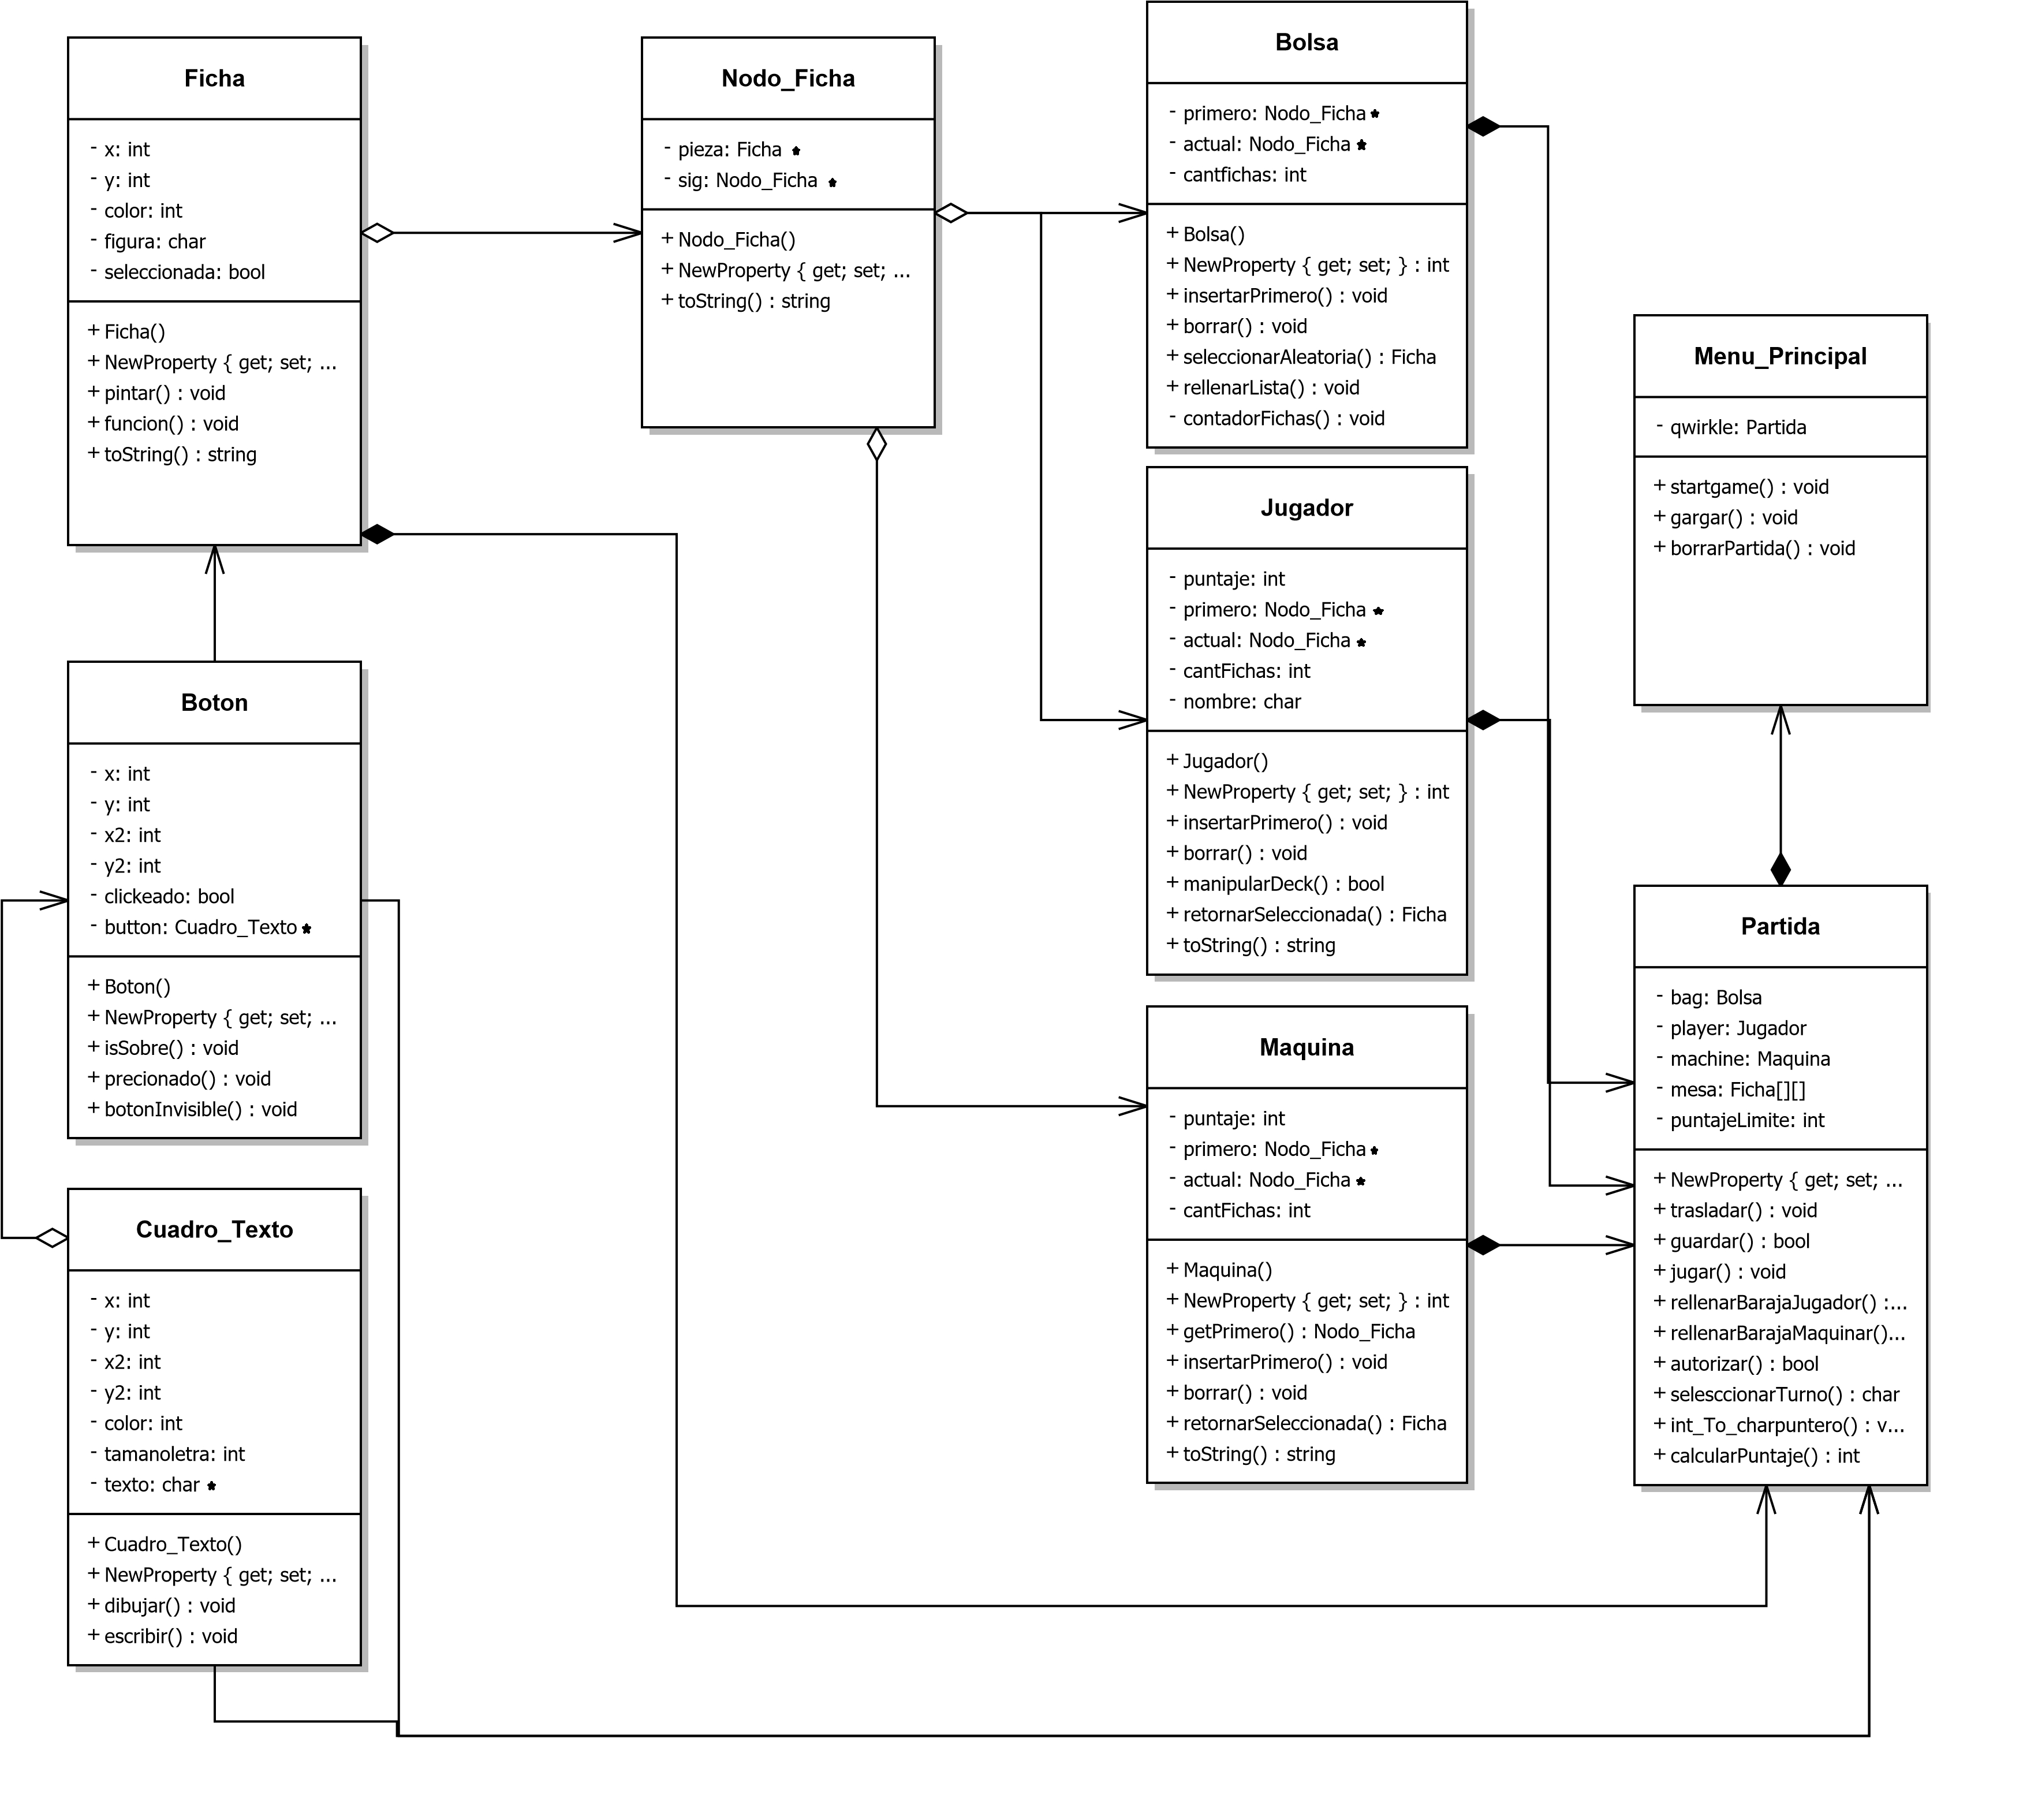 Ficha
- x: int
- y: int
- color: int
- figura: char
- seleccionada: bool
+ Ficha()
+ NewProperty { get; set; ...
+ pintar() : void
+ funcion() : void
+ toString() : string
Nodo_Ficha
- pieza: Ficha *
- sig: Nodo_Ficha *
+ Nodo_Ficha()
+ NewProperty { get; set; ...
+ toString() : string
Bolsa
- primero: Nodo_Ficha *
- actual: Nodo_Ficha *
- cantfichas: int
+ Bolsa()
+ NewProperty { get; set; } : int
+ insertarPrimero() : void
+ borrar() : void
+ seleccionarAleatoria() : Ficha
+ rellenarLista() : void
- contadorFichas() : void
Menu_Principal
- qwirkle: Partida
+ startgame() : void
+ gargar() : void
+ borrarPartida() : void
Jugador
- puntaje: int
- primero: Nodo_Ficha *
- actual: Nodo_Ficha *
- cantFichas: int
- nombre: char
+ Jugador()
+ NewProperty { get; set; } : int
+ insertarPrimero() : void
+ borrar() : void
+ manipularDeck() : bool
+ retornarSeleccionada() : Ficha
+ toString() : string
Boton
- x: int
- y: int
- x2: int
- y2: int
- clickeado: bool
- button: Cuadro_Texto *
+ Boton()
+ NewProperty { get; set; ...
+ isSobre() : void
+ precionado() : void
+ botonInvisible() : void
Partida
- bag: Bolsa
- player: Jugador
- machine: Maquina
- mesa: Ficha[][]
- puntajeLimite: int
+ NewProperty { get; set; ...
+ trasladar() : void
+ guardar() : bool
+ jugar() : void
+ rellenarBarajaJugador() :...
+ rellenarBarajaMaquinar()...
+ autorizar() : bool
+ selesccionarTurno() : char
+ int_To_charpuntero() : v...
+ calcularPuntaje() : int
Maquina
- puntaje: int
- primero: Nodo_Ficha *
- actual: Nodo_Ficha *
- cantFichas: int
+ Maquina()
+ NewProperty { get; set; } : int
+ getPrimero() : Nodo_Ficha
+ insertarPrimero() : void
+ borrar() : void
+ retornarSeleccionada() : Ficha
+ toString() : string
Cuadro_Texto
- x: int
- y: int
- x2: int
- y2: int
- color: int
- tamanoletra: int
- texto: char *
+ Cuadro_Texto()
+ NewProperty { get; set; ...
+ dibujar() : void
+ escribir() : void